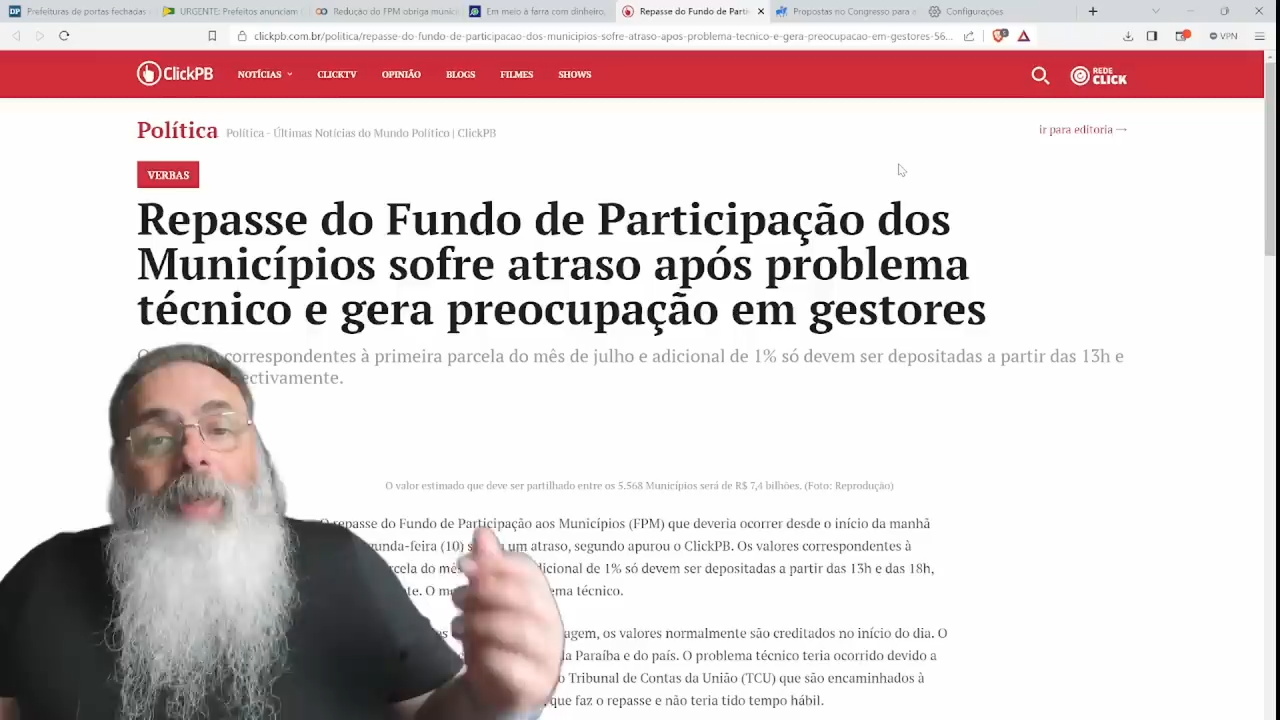 Prefeituras de portas fechadas
URGENTE: Prefeitos anunciam
Redução do FPM obriga munic
Em meio à farra com dinheiro,
Repasse do Fundo de Parti
Propostas no Congresso para
Configurações
clickpb.com.br/politica/repasse-do-fundo-de-participacao-dos-municipios-sofre-atraso-apos-problema-tecnico-e-gera-preocupacao-em-gestores-56...
VPN
ClickPB
NOTÍCIAS
CLICKTV
OPINIÃO
BLOGS
FILMES
SHOWS
REDE
CLICK
Política
Política - Últimas Notícias do Mundo Político | ClickPB
ir para editoria →
VERBAS
Repasse do Fundo de Participação dos
Municípios sofre atraso após problema
técnico e gera preocupação em gestores
correspondentes à primeira parcela do mês de julho e adicional de 1% só devem ser depositadas a partir das 13h e
ectivamente.
O valor estimado que deve ser partilhado entre os 5.568 Municípios será de R$ 7,4 bilhões. (Foto: Reprodução)
O repasse do Fundo de Participação aos Municípios (FPM) que deveria ocorrer desde o início da manhã
unda-feira (10) um atraso, segundo apurou o ClickPB. Os valores correspondentes à
cela do mê dicional de 1% só devem ser depositadas a partir das 13h e das 18h,
te. O ema técnico.
agem, os valores normalmente são creditados no início do dia. O
a Paraíba e do país. O problema técnico teria ocorrido devido a
o Tribunal de Contas da União (TCU) que são encaminhados à
que faz o repasse e não teria tido tempo hábil.